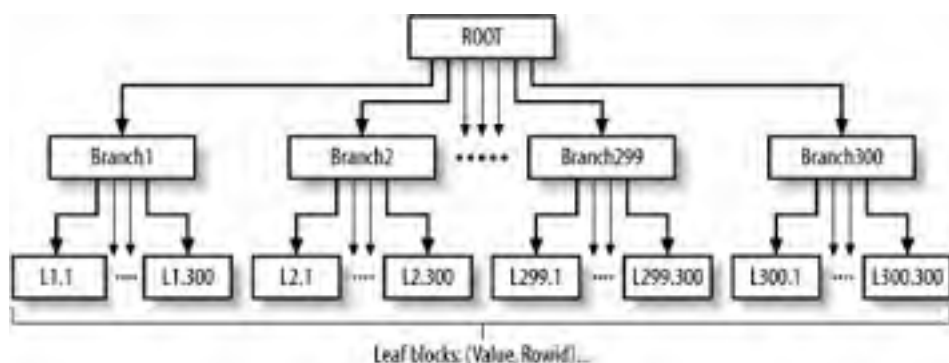 ROOT
Branch1 Branch2 ..... Branch299 Branch300
L1.1 .... L1.300 L2.1 .... L2.300 L299.1 .... L299.300 L300.1 .... L300.300
Leaf blocks: (Value, Rowid)...